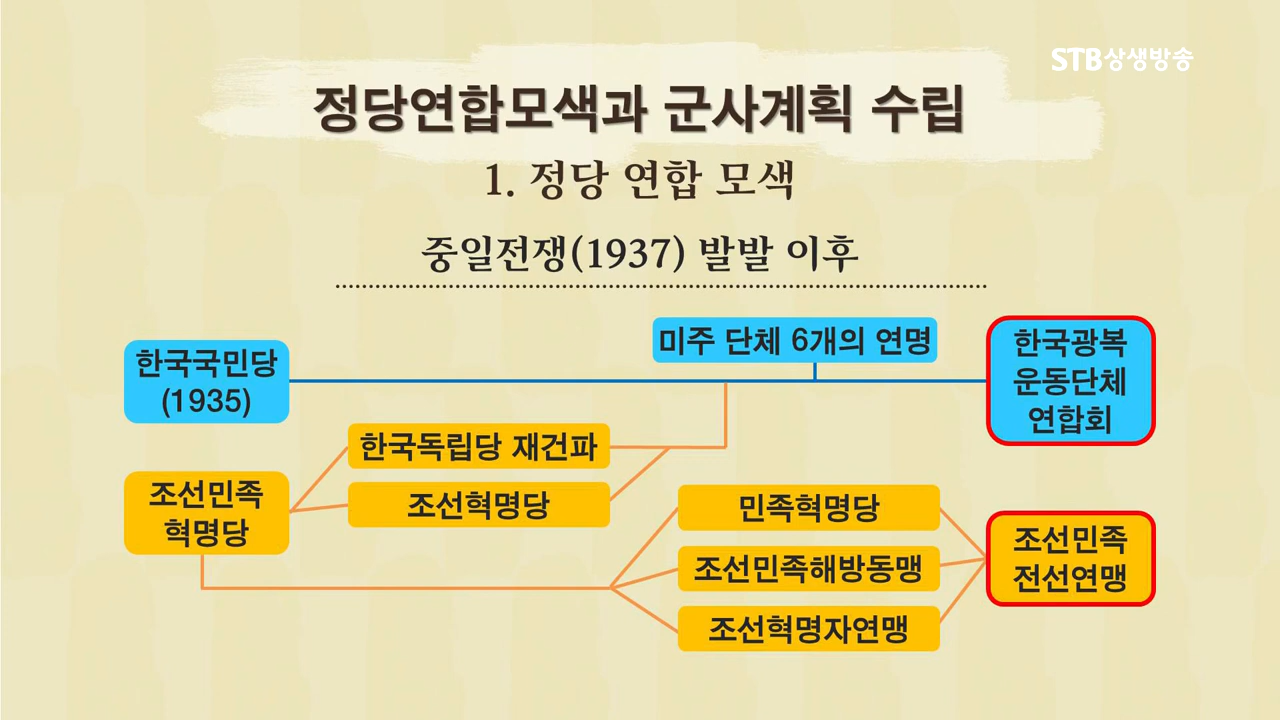 STB상생방송
정당연합모색과 군사계획 수립
1. 정당 연합 모색
중일전쟁(1937) 발발 이후
미주 단체 6개의 연명
한국국민당
(1935)
한국광복
운동단체
연합회
한국독립당 재건파
조선민족
혁명당
조선혁명당
민족혁명당
조선민족해방동맹
조선혁명자연맹
조선민족
전선연맹